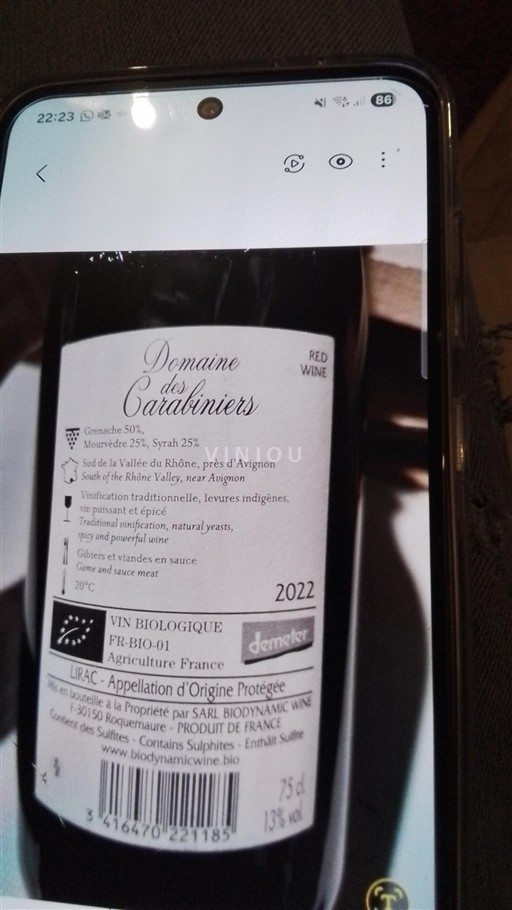 22:23
86
Domaine
des
Carabiniers
RED
WINE
Grenache 50%,
Mourvèdre 25%, Syrah 25%
VINIOU
Sud de la Vallée du Rhône, près d'Avignon
South of the Rhône Valley, near Avignon
Vinification traditionnelle, levures indigènes,
vin puissant et épicé
Traditional vinification, natural yeasts,
spicy and powerful wine
Gibiers et viandes en sauce
Game and sauce meat
20°C
2022
VIN BIOLOGIQUE
FR-BIO-01
Agriculture France
demeter
LIRAC - Appellation d'Origine Protégée
Mis en bouteille à la Propriété par SARL BIODYNAMIC WINE
F-30150 Roquemaure - PRODUIT DE FRANCE
Contient des Sulfites - Contains Sulphites - Enthält Sulfite
www.biodynamicwine.bio
3 416470 221185
75 cl
13% vol
T